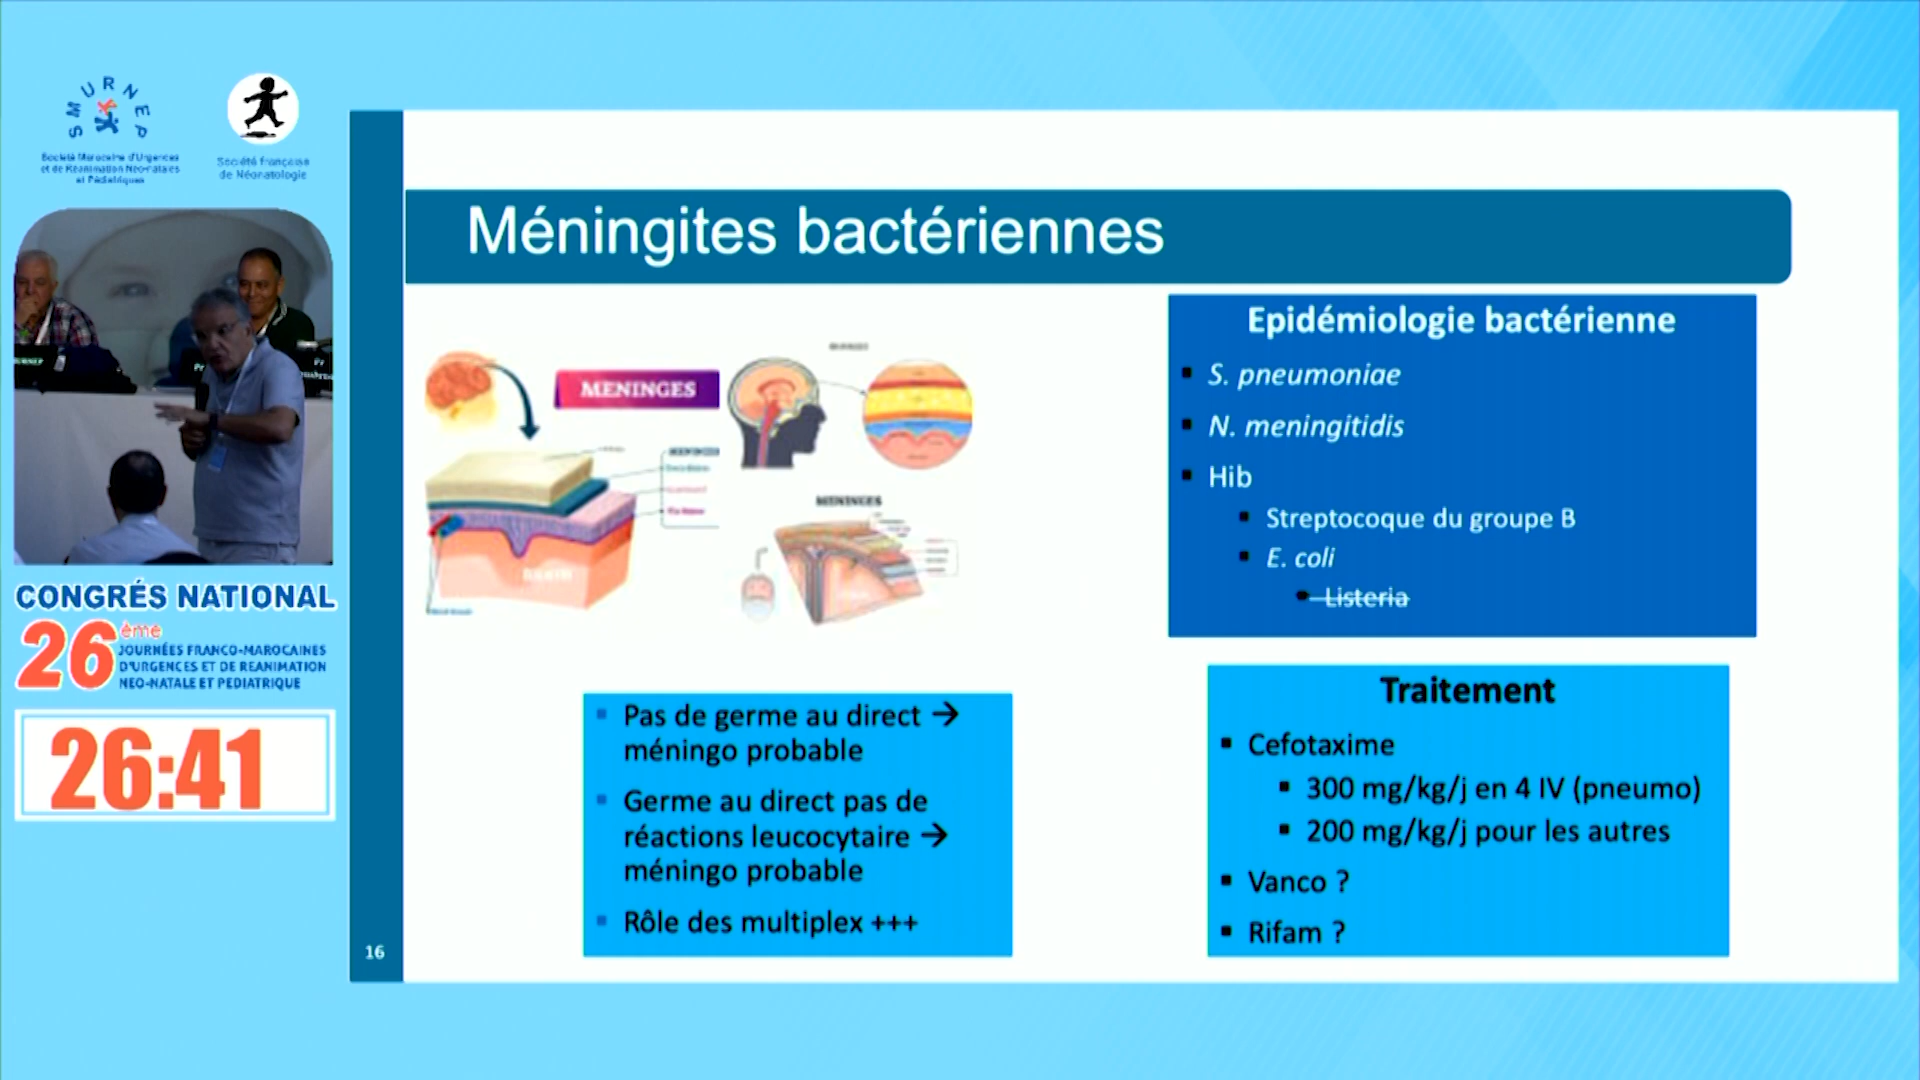 SMURNEP
Société Marocaine d'Urgences
et de Réanimation Néo-natales
et Pédiatriques
Société française
de Néonatologie
CONGRÉS NATIONAL
26ème
JOURNÉES FRANCO-MAROCAINES
D'URGENCES ET DE REANIMATION
NEO-NATALE ET PEDIATRIQUE
26:41
16
Méningites bactériennes
MENINGES
MENINGES
Epidémiologie bactérienne
S. pneumoniae
N. meningitidis
Hib
Streptocoque du groupe B
E. coli
Listeria
Pas de germe au direct →
méningo probable
Germe au direct pas de
réactions leucocytaire →
méningo probable
Rôle des multiplex +++
Traitement
Cefotaxime
300 mg/kg/j en 4 IV (pneumo)
200 mg/kg/j pour les autres
Vanco ?
Rifam ?